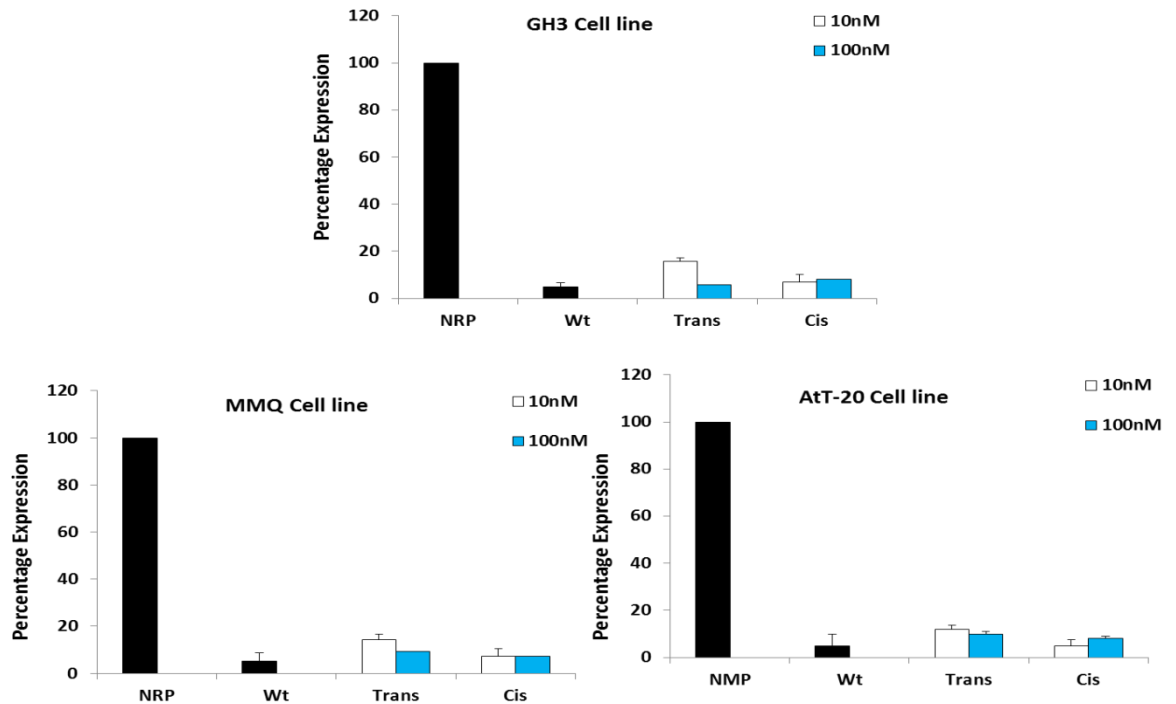 GH3 Cell line
10nM
100nM
Percentage Expression
120
100
80
60
40
20
0
NRP Wt Trans Cis
MMQ Cell line
10nM
100nM
Percentage Expression
120
100
80
60
40
20
0
NRP Wt Trans Cis
AtT-20 Cell line
10nM
100nM
Percentage Expression
120
100
80
60
40
20
0
NMP Wt Trans Cis